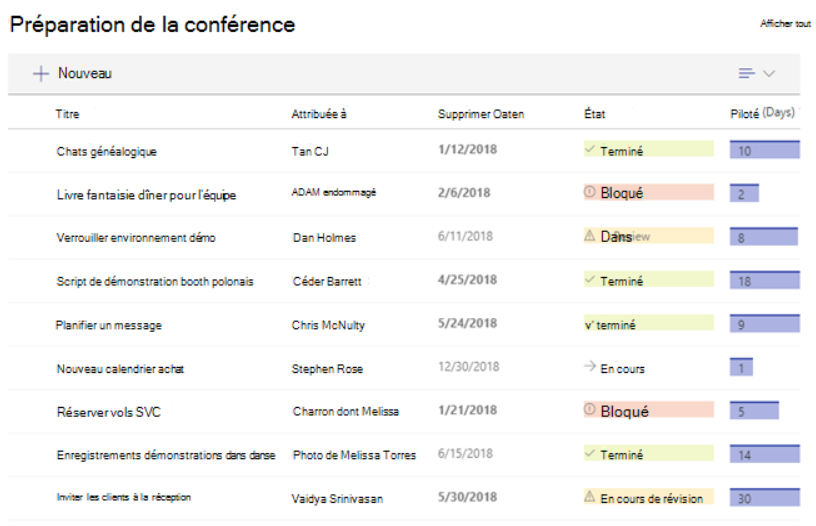 Préparation de la conférence
Afficher tout
Nouveau
Titre Attribuée à Supprimer Oaten État Piloté (Days)
Chats généalogique Tan CJ 1/12/2018 Terminé 10
Livre fantaisie dîner pour l'équipe ADAM endommagé 2/6/2018 Bloqué 2
Verrouiller environnement démo Dan Holmes 6/11/2018 Dans 8
Script de démonstration booth polonais Céder Barrett 4/25/2018 Terminé 18
Planifier un message Chris McNulty 5/24/2018 v' terminé 9
Nouveau calendrier achat Stephen Rose 12/30/2018 En cours 1
Réserver vols SVC Charron dont Melissa 1/21/2018 Bloqué 5
Enregistrements démonstrations dans danse Photo de Melissa Torres 6/15/2018 Terminé 14
Inviter les clients à la réception Vaidya Srinivasan 5/30/2018 En cours de révision 30